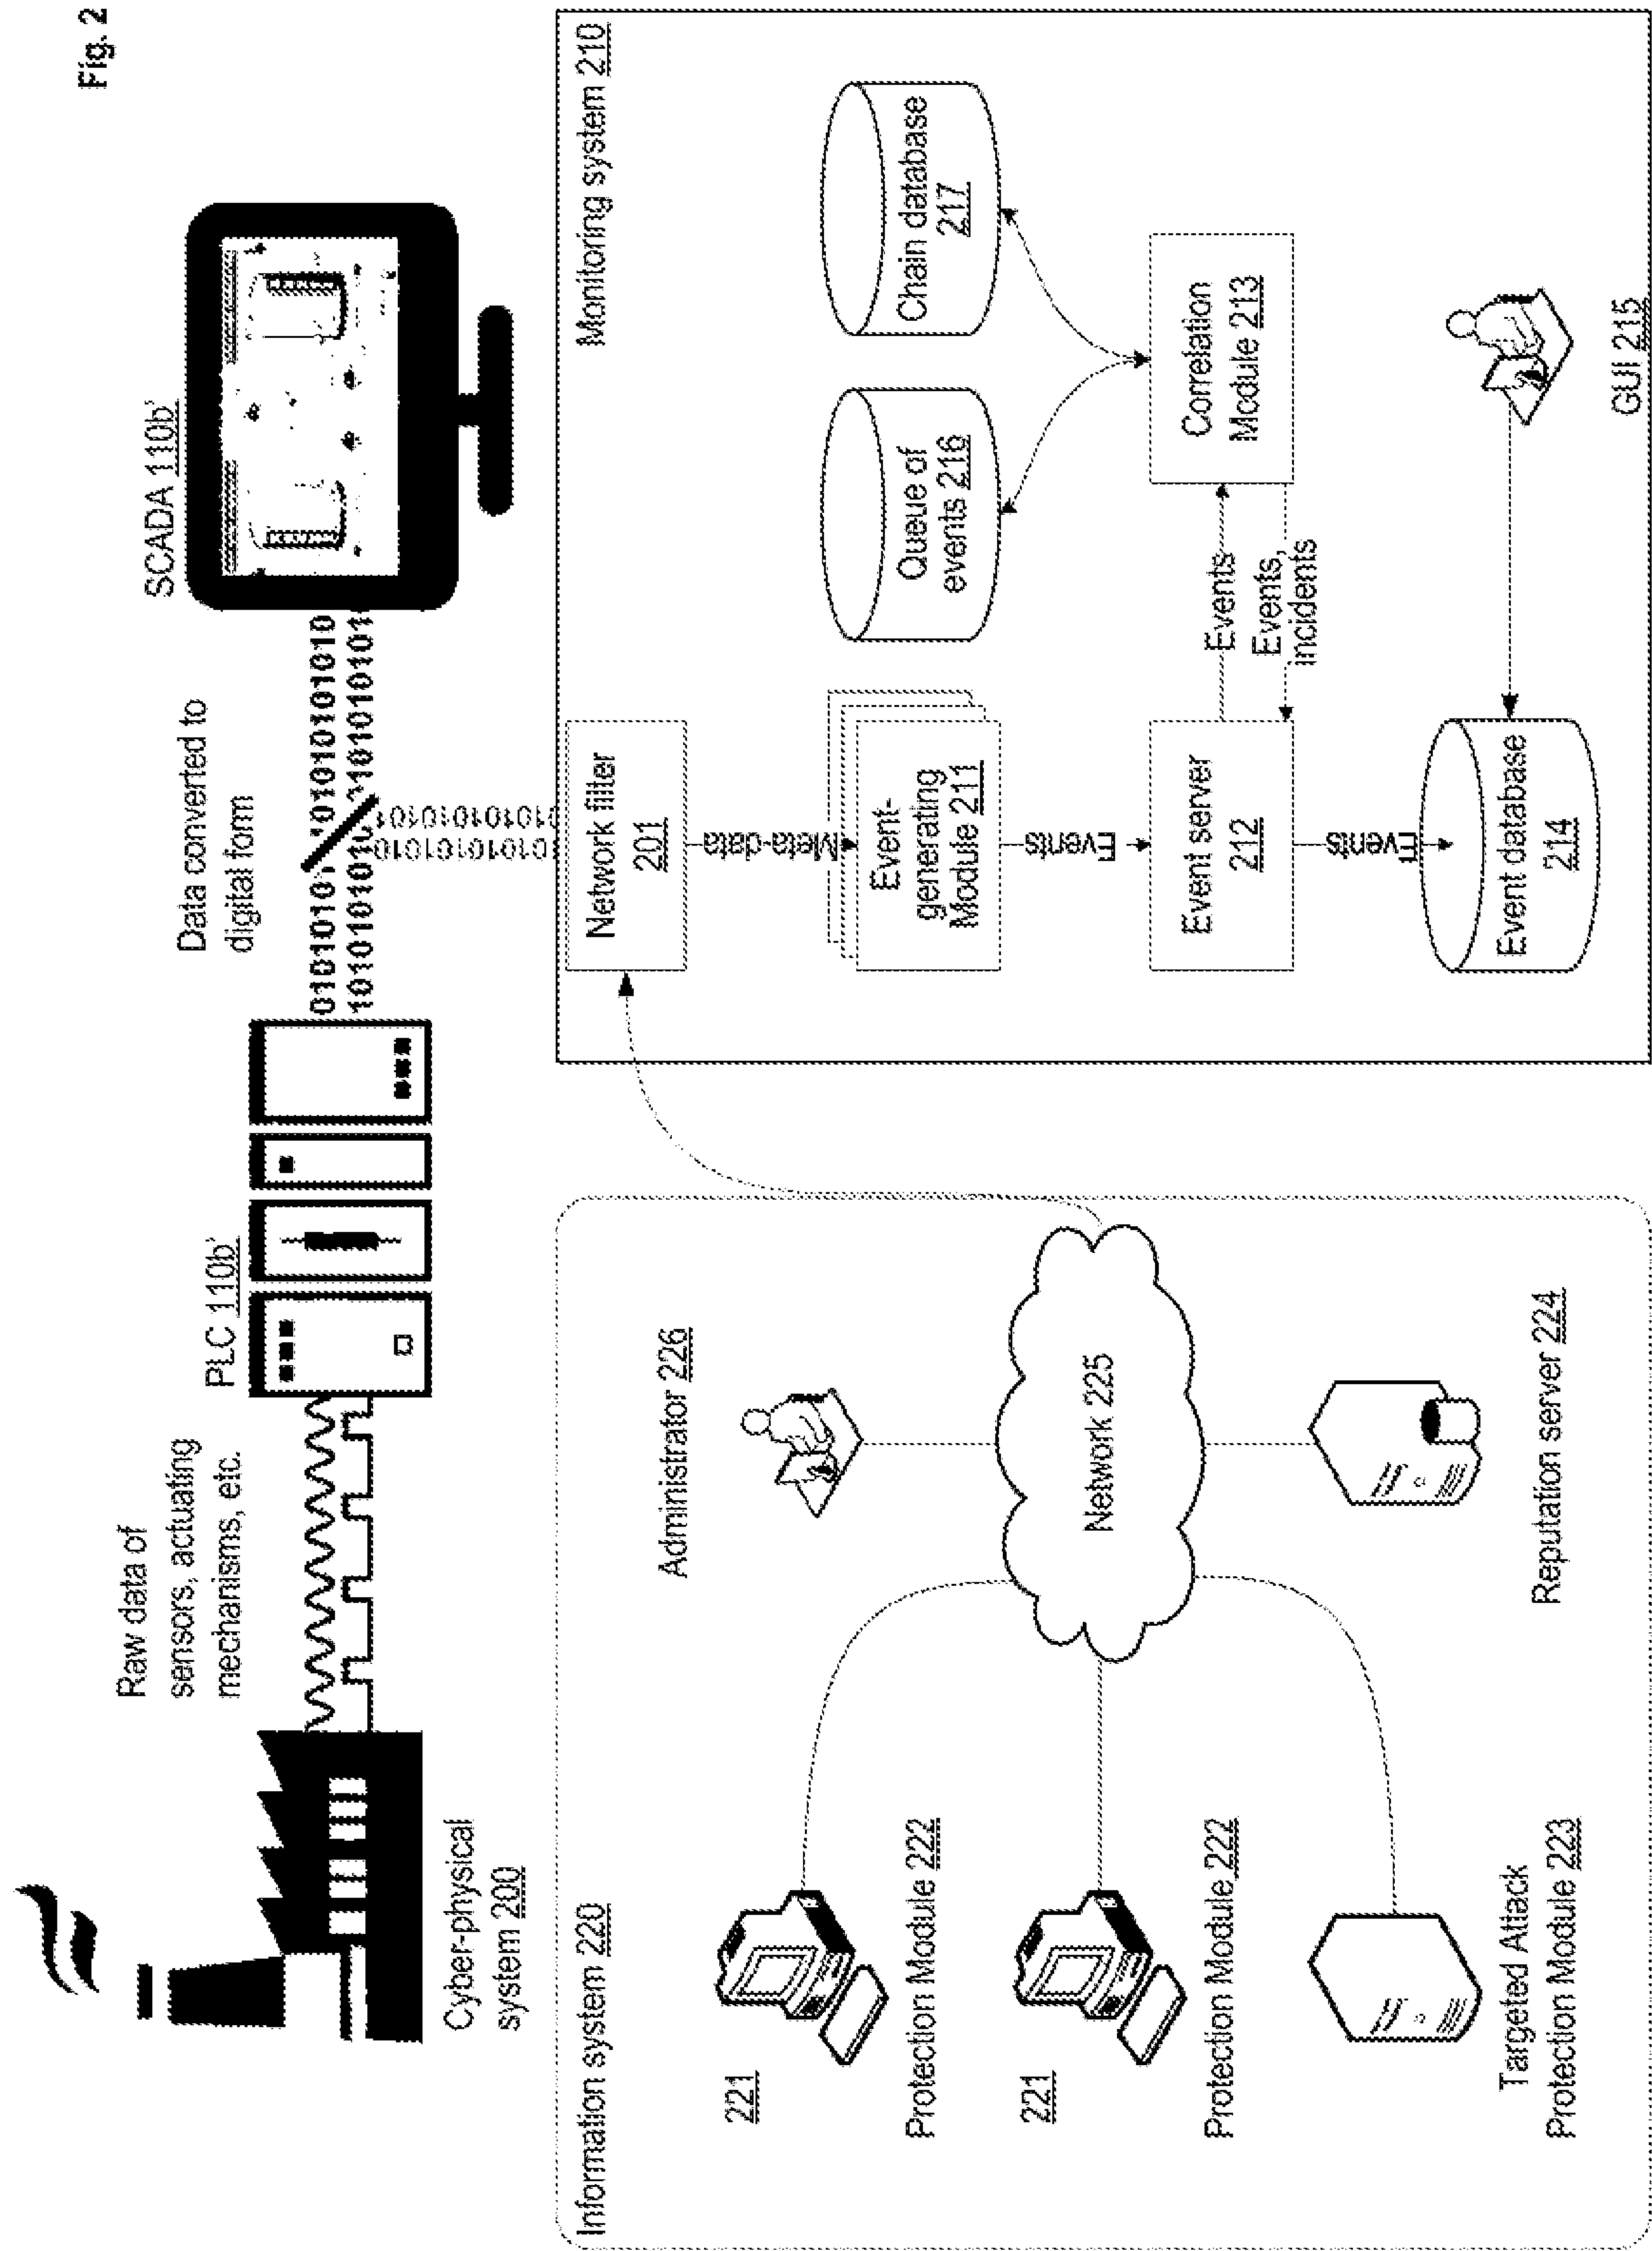 Fig. 2
Raw data of
sensors, actuating
mechanisms, etc.
PLC 110b'
Data converted to
digital form
SCADA 110b'
Cyber-physical
system 200
Information system 220
221
Protection Module 222
221
Protection Module 222
Targeted Attack
Protection Module 223
Administrator 226
Network 225
Reputation server 224
Monitoring system 210
Network filter
201
Meta-data
Event-
generating
Module 211
Events
Event server
212
Events
Event database
214
Queue of
events 216
Chain database
217
Events
Events,
incidents
Correlation
Module 213
GUI 215